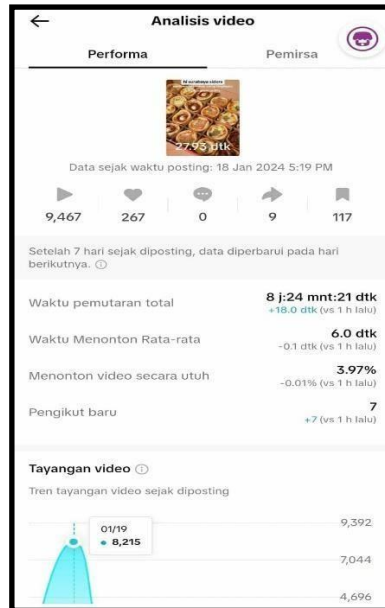 Analisis video
Performa
Pemirsa
27.93 dtk
Data sejak waktu posting: 18 Jan 2024 5:19 PM
9,467
267
0
9
117
Setelah 7 hari sejak diposting, data diperbarui pada hari
berikutnya.
Waktu pemutaran total
8 j:24 mnt:21 dtk
+18.0 dtk (vs 1 h lalu)
Waktu Menonton Rata-rata
6.0 dtk
-0.1 dtk (vs 1 h lalu)
Menonton video secara utuh
3.97%
-0.01% (vs 1 h lalu)
Pengikut baru
7
+7 (vs 1 h lalu)
Tayangan video
Tren tayangan video sejak diposting
01/19
8,215
9,392
7,044
4,696